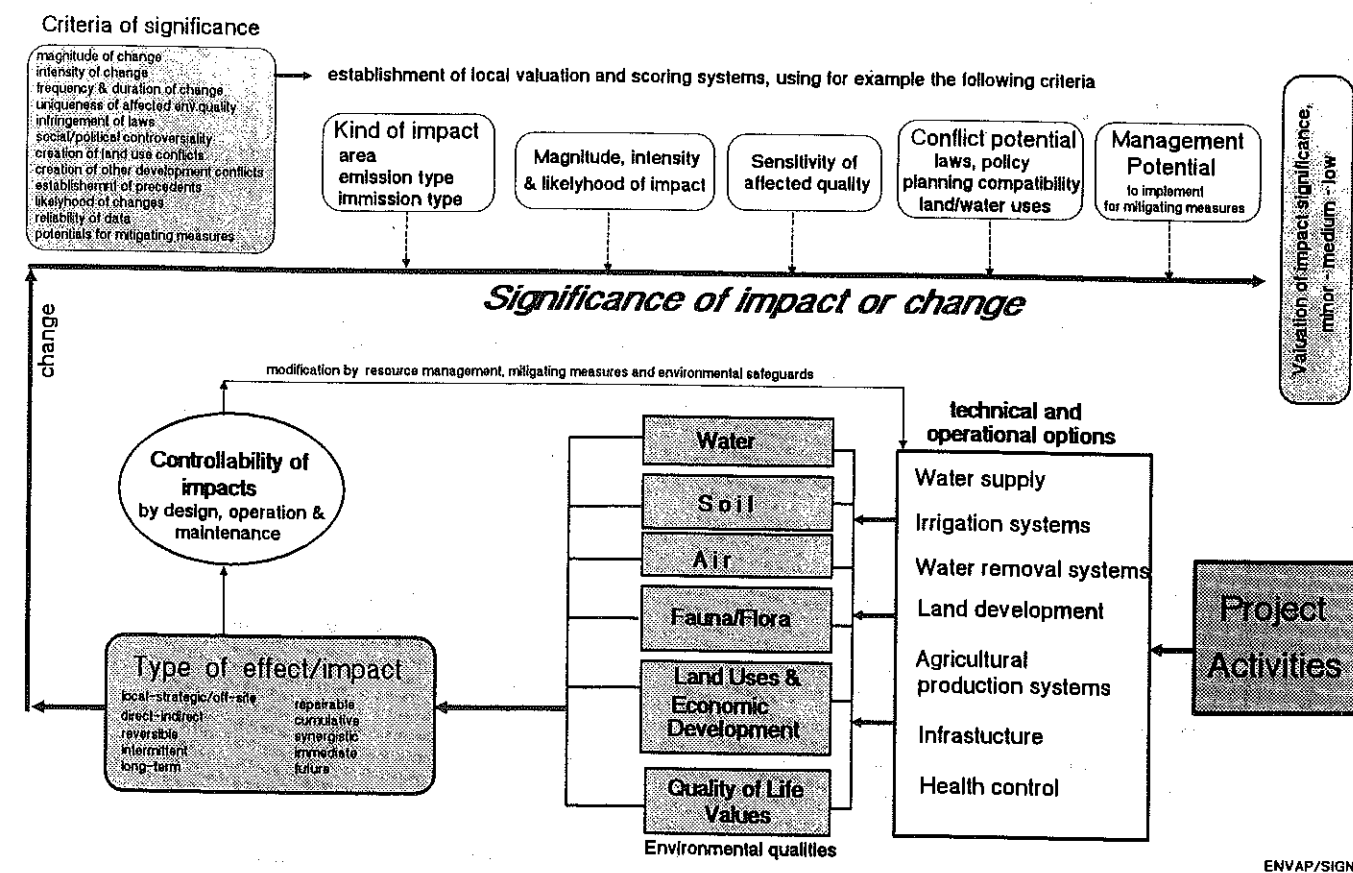 Criteria of significance
magnitude of change
intensity of change
frequency & duration of change
uniqueness of affected env.quality
infringement of laws
social/political controversiality
creation of land use conflicts
creation of other development conflicts
establishemnt of precedents
likelyhood of changes
reliability of data
potentials for mitigating measures
establishment of local valuation and scoring systems, using for example the following criteria
Kind of impact
area
emission type
immission type
Magnitude, intensity
& likelyhood of impact
Sensitivity of
affected quality
Conflict potential
laws, policy
planning compatibility
land/water uses
Management
Potential
to implement
for mitigating measures
Valuation of impact significance,
minor - medium - low
Significance of impact or change
change
modification by resource management, mitigating measures and environmental safeguards
Controllability of
impacts
by design, operation &
maintenance
Type of effect/impact
local-strategic/off-site
direct-indirect
reversible
intermittent
long-term
repairable
cumulative
synergistic
immediate
future
Water
Soil
Air
Fauna/Flora
Land Uses &
Economic
Development
Quality of Life
Values
Environmental qualities
technical and
operational options
Water supply
Irrigation systems
Water removal systems
Land development
Agricultural
production systems
Infrastucture
Health control
Project
Activities
ENVAP/SIGN